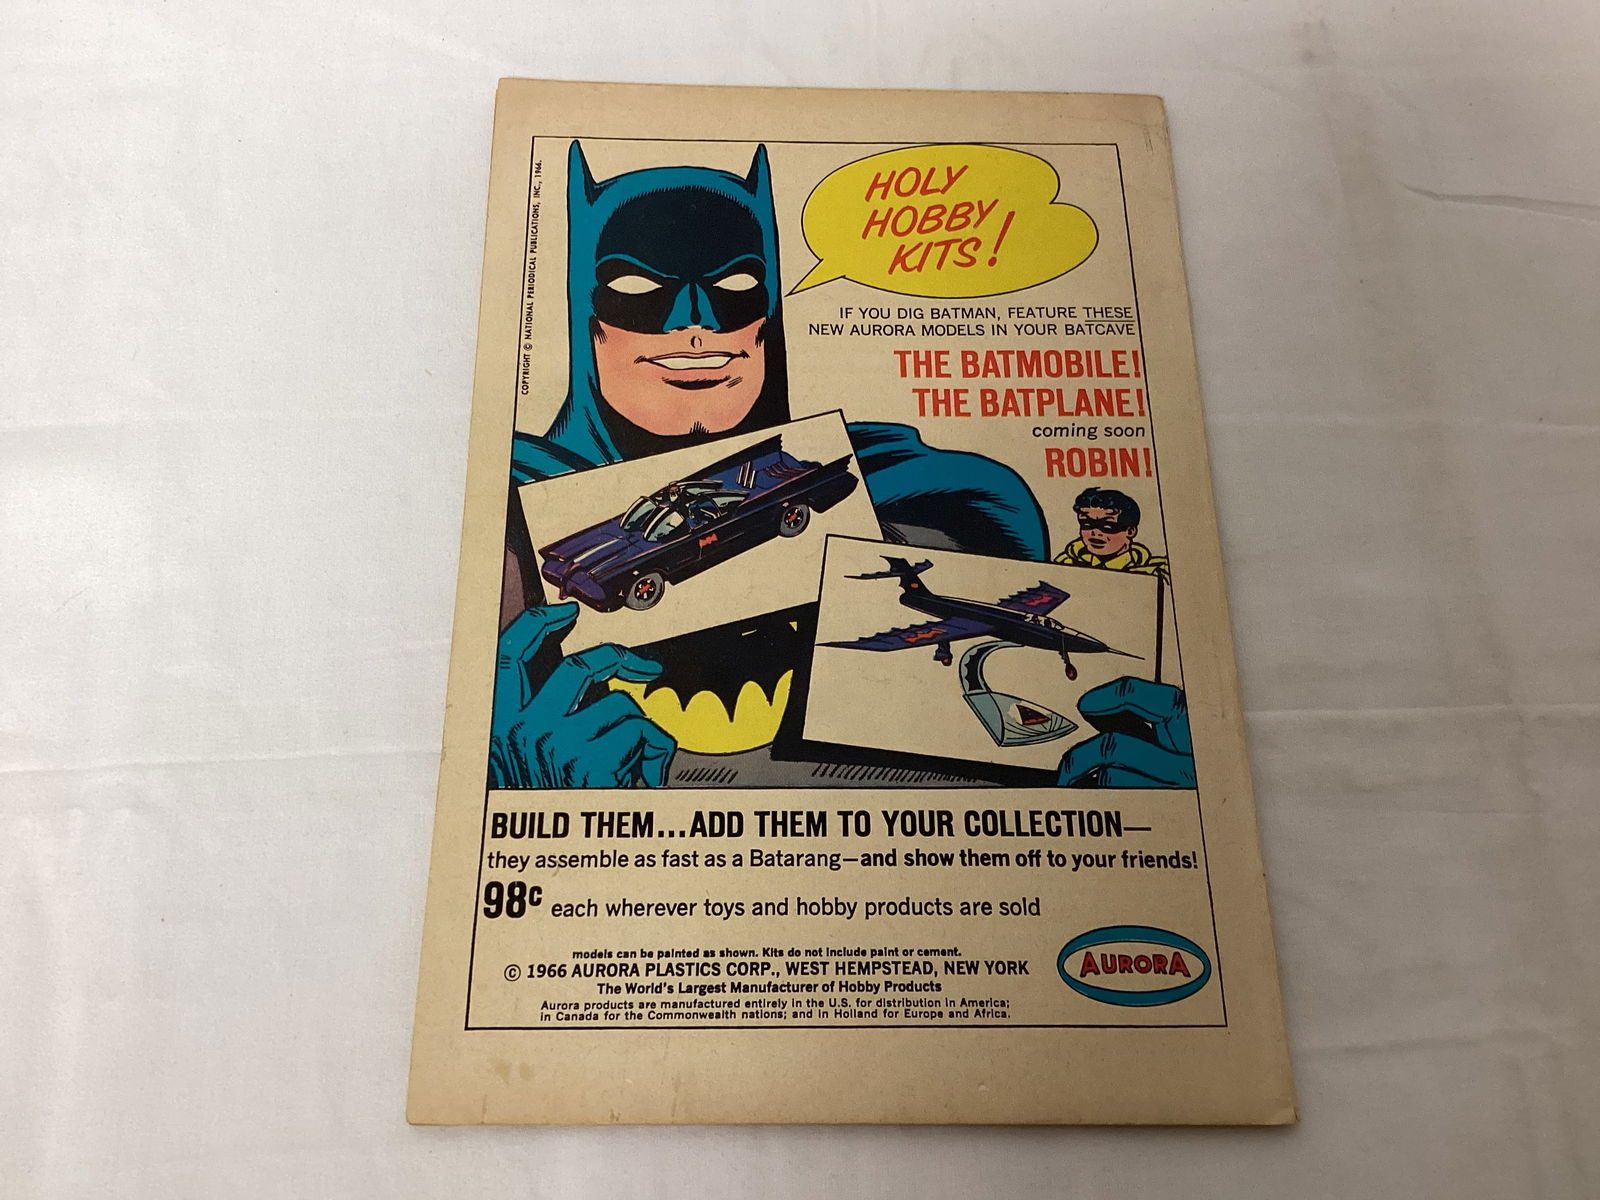 COPYRIGHT © NATIONAL PERIODICAL PUBLICATIONS, INC., 1966.
HOLY
HOBBY
KITS!
IF YOU DIG BATMAN, FEATURE THESE
NEW AURORA MODELS IN YOUR BATCAVE
THE BATMOBILE!
THE BATPLANE!
coming soon
ROBIN!
BUILD THEM...ADD THEM TO YOUR COLLECTION—
they assemble as fast as a Batarang—and show them off to your friends!
98c each wherever toys and hobby products are sold
models can be painted as shown. Kits do not include paint or cement.
© 1966 AURORA PLASTICS CORP., WEST HEMPSTEAD, NEW YORK
The World's Largest Manufacturer of Hobby Products
Aurora products are manufactured entirely in the U.S. for distribution in America;
in Canada for the Commonwealth nations; and in Holland for Europe and Africa.
AURORA